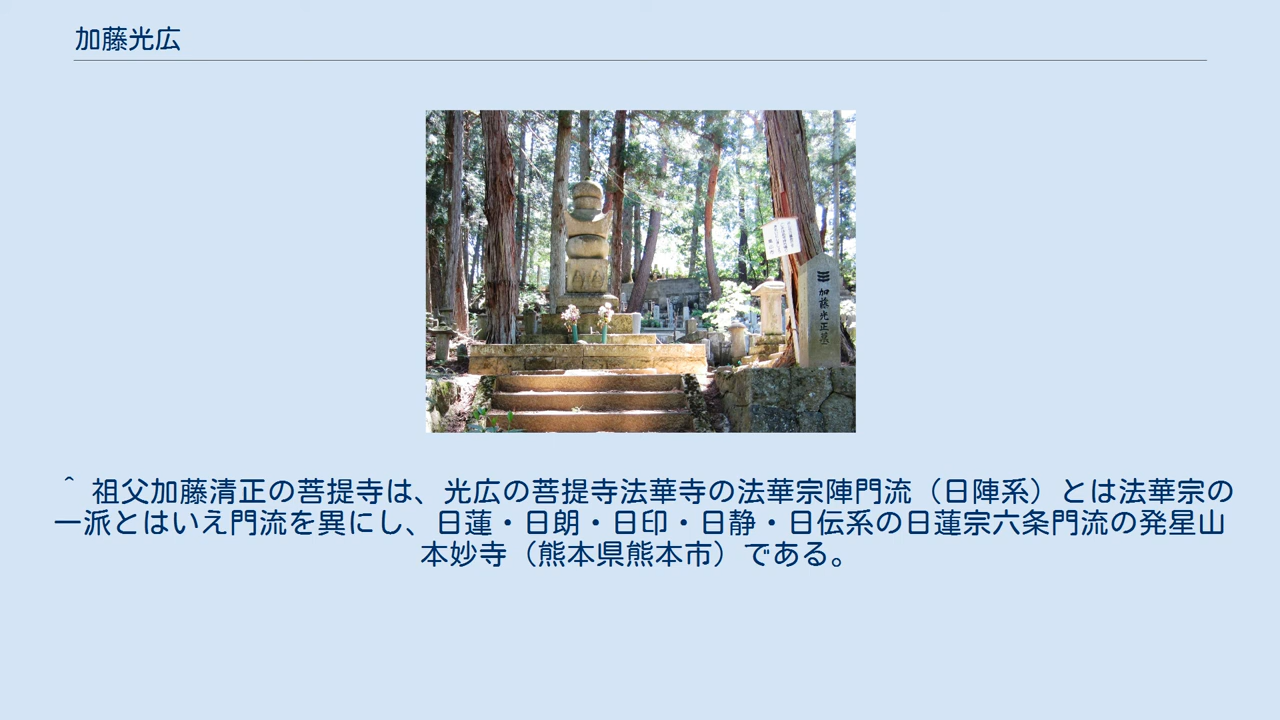 加藤光広
加藤光正墓
^ 祖父加藤清正の菩提寺は、光広の菩提寺法華寺の法華宗陣門流（日陣系）とは法華宗の
一派とはいえ門流を異にし、日蓮・日朗・日印・日静・日伝系の日蓮宗六条門流の発星山
本妙寺（熊本県熊本市）である。